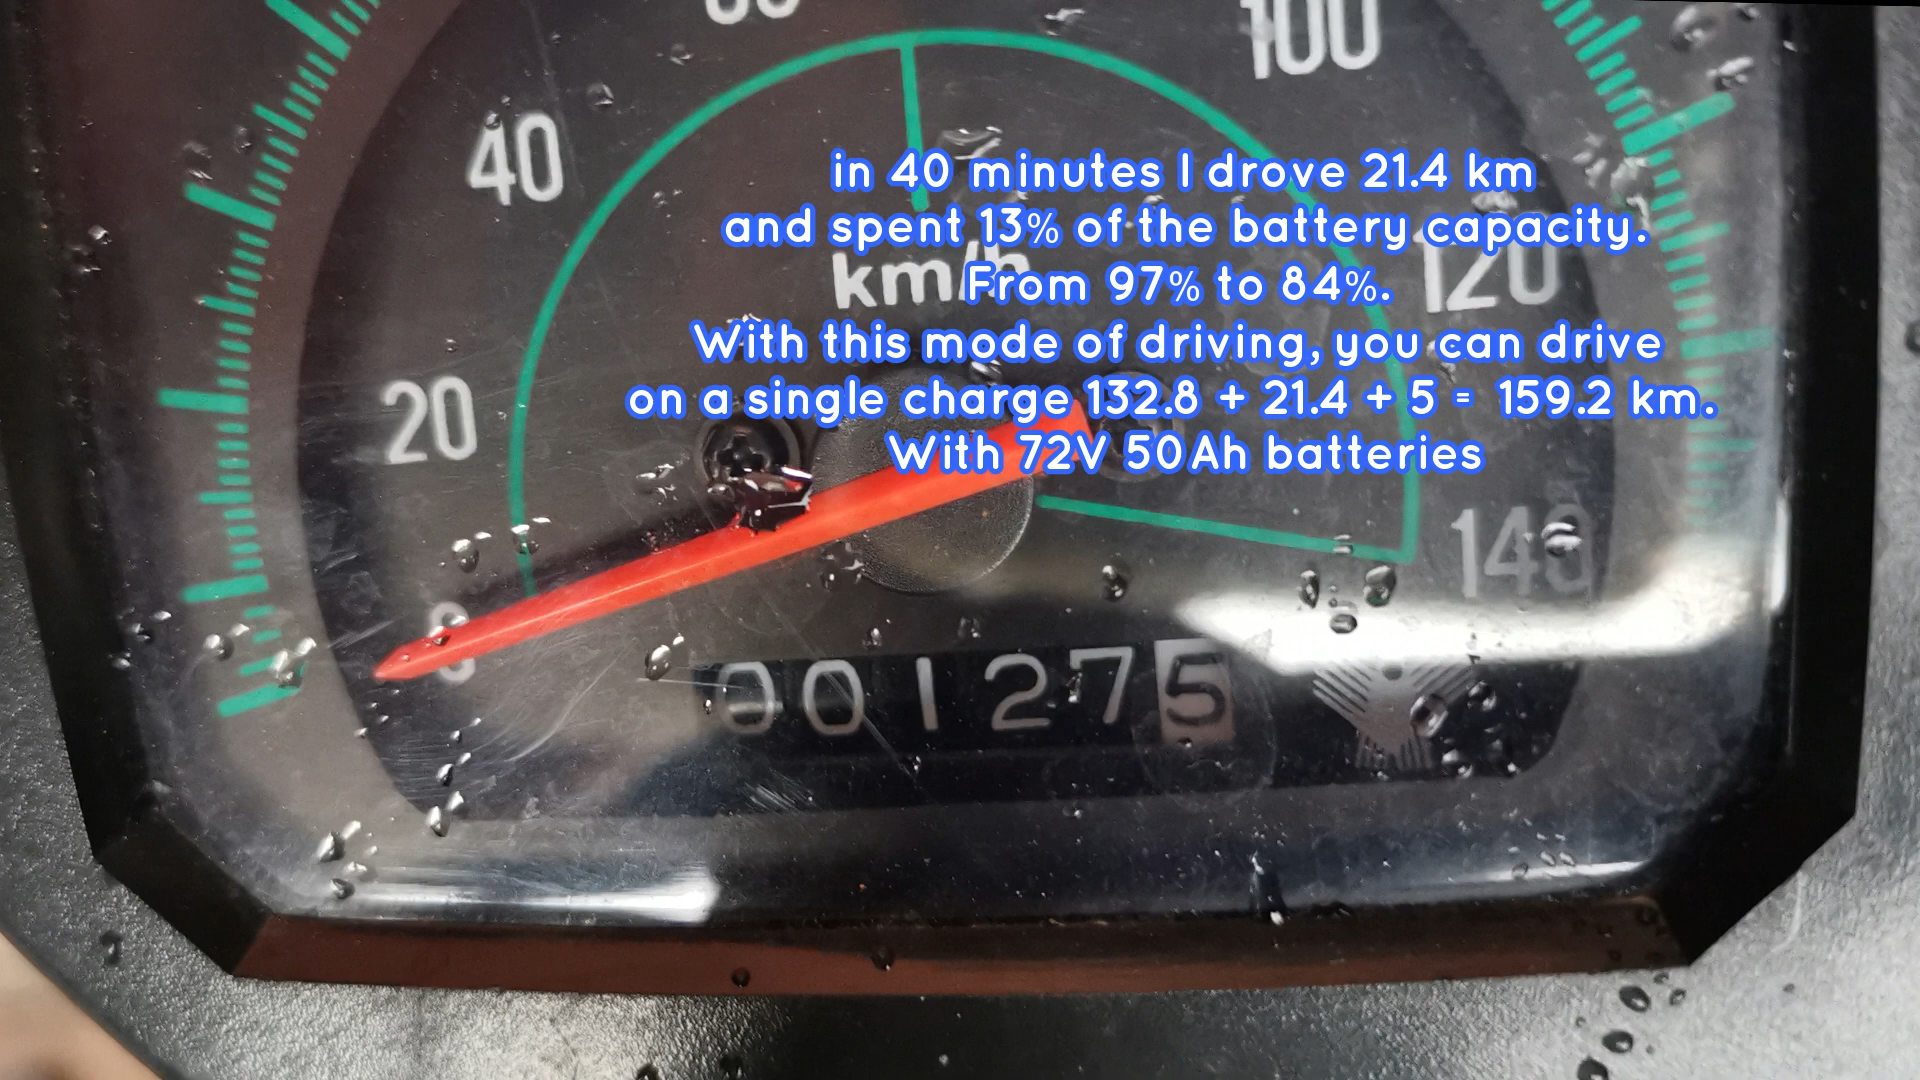 100
40
in 40 minutes I drove 21.4 km
and spent 13% of the battery capacity.
km/h
120
From 97% to 84%.
With this mode of driving, you can drive
20
on a single charge 132.8 + 21.4 + 5 = 159.2 km.
With 72V 50Ah batteries
140
0
001275